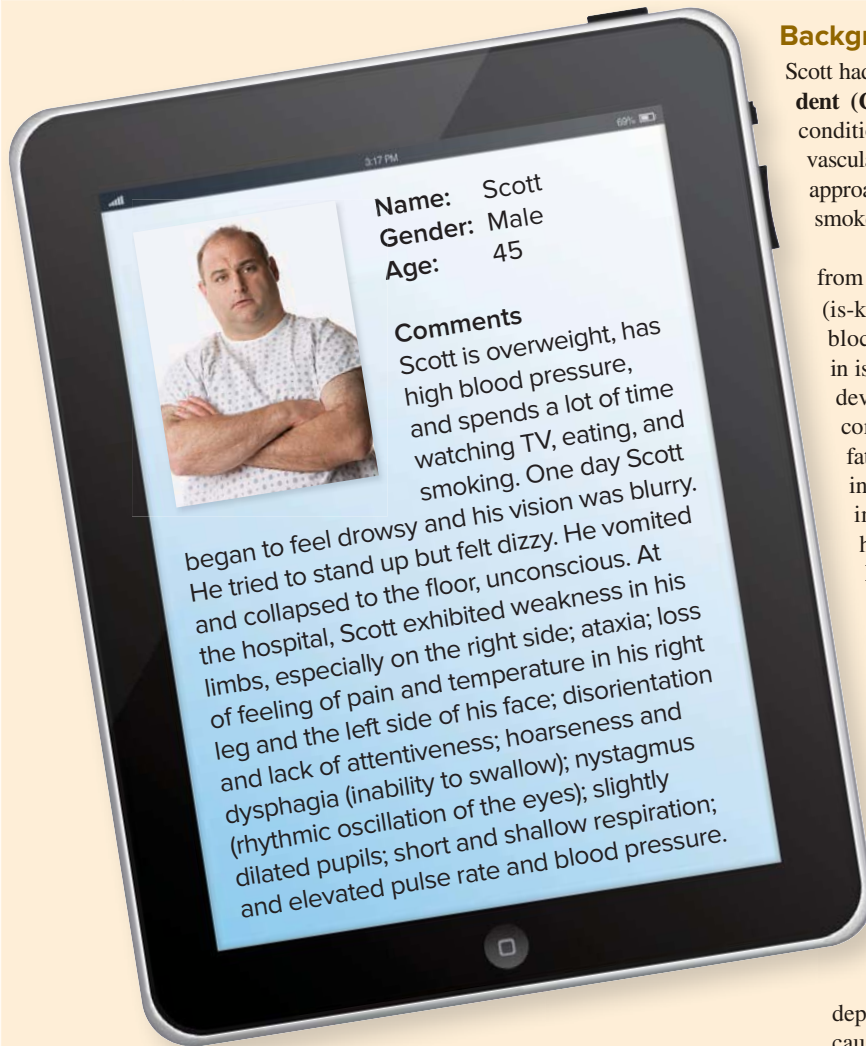 3:17 PM
69%
Name: Scott
Gender: Male
Age: 45
Comments
Scott is overweight, has
high blood pressure,
and spends a lot of time
watching TV, eating, and
smoking. One day Scott
began to feel drowsy and his vision was blurry.
He tried to stand up but felt dizzy. He vomited
and collapsed to the floor, unconscious. At
the hospital, Scott exhibited weakness in his
limbs, especially on the right side; ataxia; loss
of feeling of pain and temperature in his right
leg and the left side of his face; disorientation
and lack of attentiveness; hoarseness and
dysphagia (inability to swallow); nystagmus
(rhythmic oscillation of the eyes); slightly
dilated pupils; short and shallow respiration;
and elevated pulse rate and blood pressure.
Backgr
Scott had
dent (
conditi
vascula
approa
smok
from
(is-k
bloc
in is
dev
fat
in
in
dep
cau